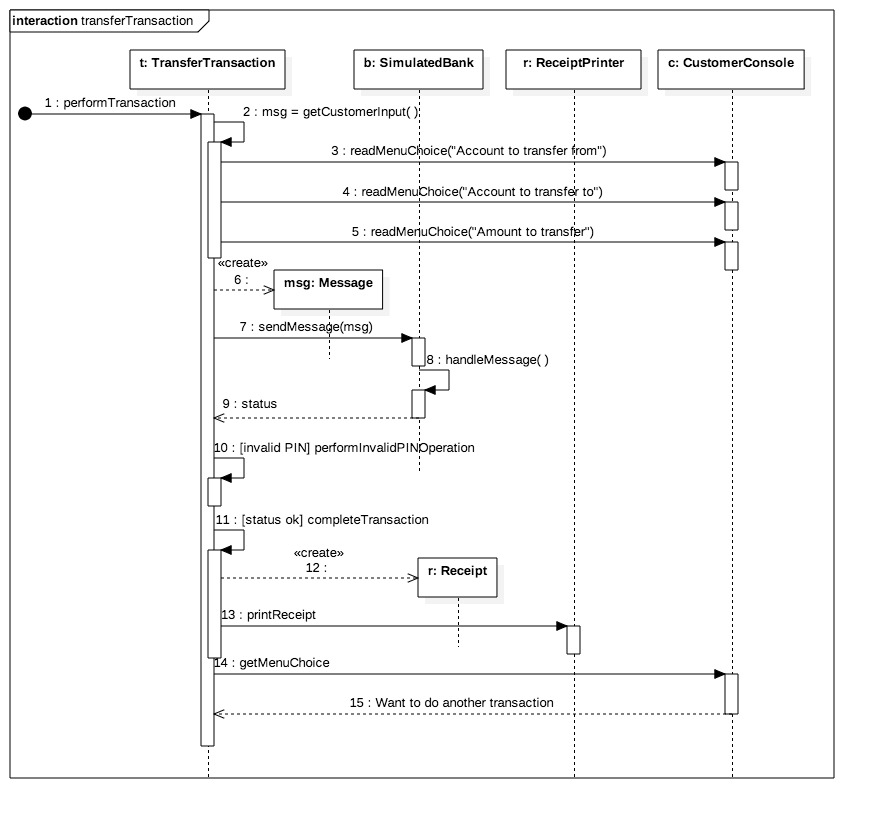 interaction transferTransaction
t: TransferTransaction
b: SimulatedBank
r: ReceiptPrinter
c: CustomerConsole
1 : performTransaction
2 : msg = getCustomerInput( )
3 : readMenuChoice("Account to transfer from")
4 : readMenuChoice("Account to transfer to")
5 : readMenuChoice("Amount to transfer")
«create»
6 :
msg: Message
7 : sendMessage(msg)
8 : handleMessage( )
9 : status
10 : [invalid PIN] performInvalidPINOperation
11 : [status ok] completeTransaction
«create»
12 :
r: Receipt
13 : printReceipt
14 : getMenuChoice
15 : Want to do another transaction